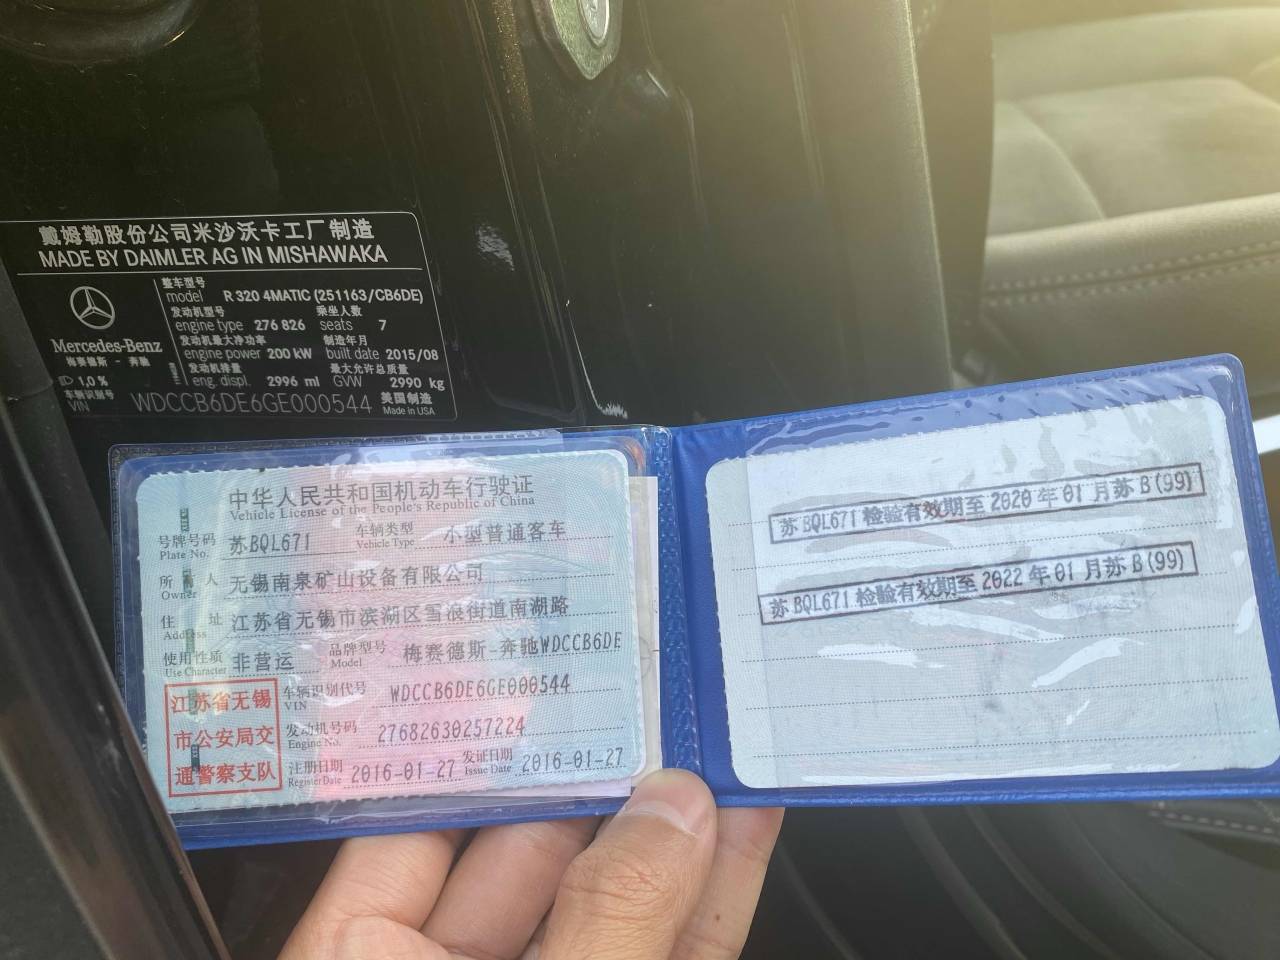 戴姆勒股份公司米沙沃卡工厂制造
MADE BY DAIMLER AG IN MISHAWAKA
整车型号
model R 320 4MATIC (251163/CB6DE)
发动机型号 乘坐人数
engine type 276 826 seats 7
发动机最大净功率 制造年月
engine power 200 kW built date 2015/08
发动机排量 最大允许总质量
eng. displ. 2996 ml GVW 2990 kg
Mercedes-Benz
梅赛德斯-奔驰
1,0 %
车辆识别号
VIN WDCCB6DE6GE000544
美国制造
Made in USA
中华人民共和国机动车行驶证
Vehicle License of the People's Republic of China
号牌号码 苏BQL671 车辆类型 小型普通客车
Plate No. Vehicle Type
所有人 无锡南泉矿山设备有限公司
Owner
住址 江苏省无锡市滨湖区雪浪街道南湖路
Address
使用性质 非营运 品牌型号 梅赛德斯-奔驰WDCCB6DE
Use Character Model
江苏省无锡
市公安局交
通警察支队
车辆识别代号 WDCCB6DE6GE000544
VIN
发动机号码 27682630257224
Engine No.
注册日期 2016-01-27 发证日期 2016-01-27
Register Date Issue Date
苏BQL671 检验有效期至2020年01月苏B(99)
苏BQL671 检验有效期至2022年01月苏B(99)